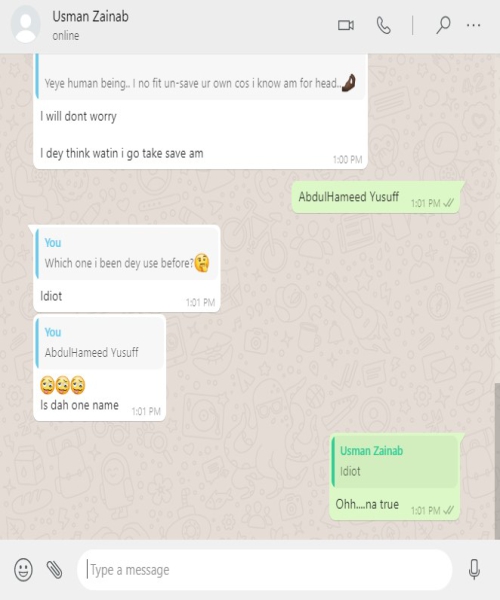 Usman Zainab
online
Yeye human being.. I no fit un-save ur own cos i know am for head..
I will dont worry
I dey think watin i go take save am
1:00 PM
AbdulHameed Yusuff
1:01 PM
You
Which one i been dey use before?
Idiot
1:01 PM
You
AbdulHameed Yusuff
Is dah one name
1:01 PM
Usman Zainab
Idiot
Ohh....na true
1:01 PM
Type a message